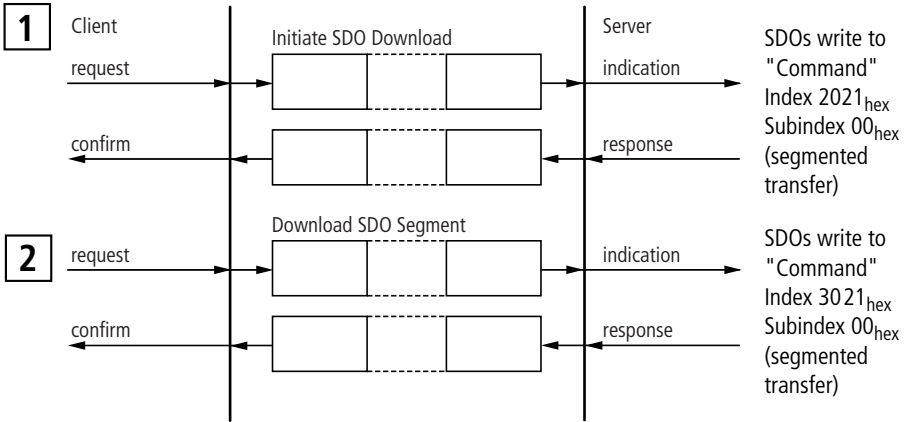 1
Client
Initiate SDO Download
Server
request
indication
confirm
response
SDOs write to
"Command"
Index 2021hex
Subindex 00hex
(segmented
transfer)
2
Download SDO Segment
request
indication
confirm
response
SDOs write to
"Command"
Index 3021hex
Subindex 00hex
(segmented
transfer)